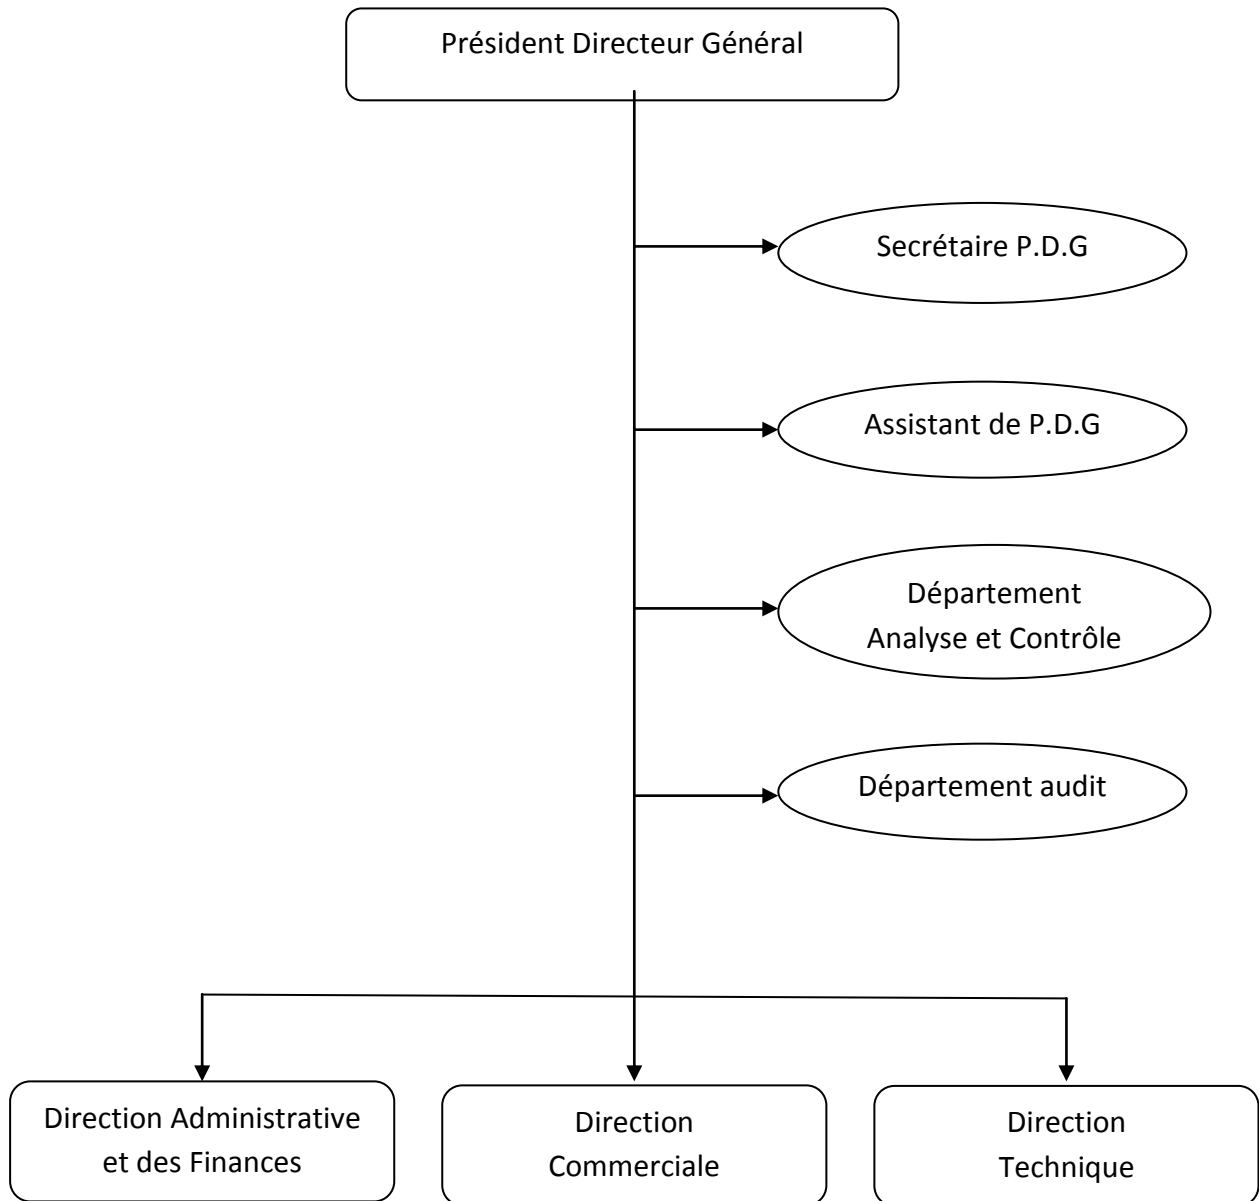 Président Directeur Général
Secrétaire P.D.G
Assistant de P.D.G
Département
Analyse et Contrôle
Département audit
Direction Administrative
et des Finances
Direction
Commerciale
Direction
Technique